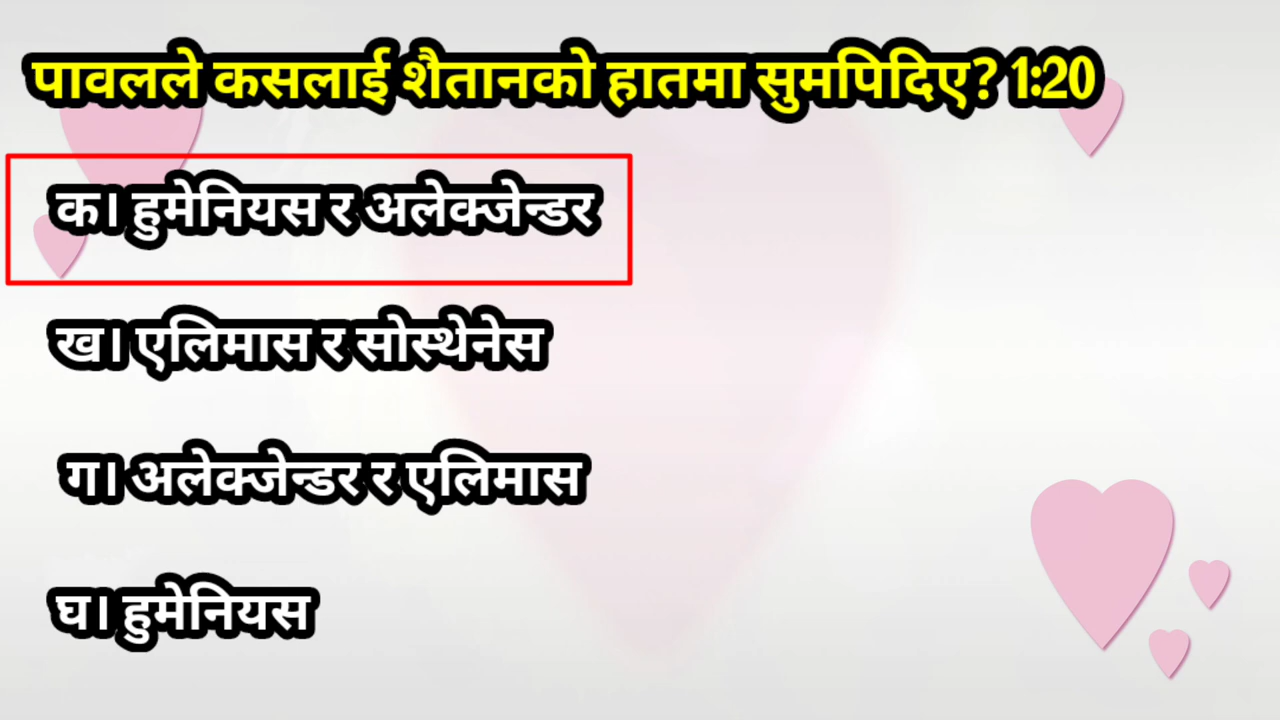 पावलले कसलाई शैतानको हातमा सुमपिदिए? 1:20
क। हुमेनियस र अलेक्जेन्डर
ख। एलिमास र सोस्थेनेस
ग। अलेक्जेन्डर र एलिमास
घ। हुमेनियस